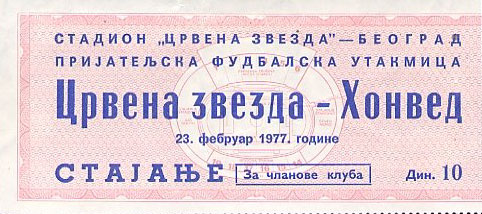 СТАДИОН „ЦРВЕНА ЗВЕЗДА"—БЕОГРАД
ПРИЈАТЕЉСКА ФУДБАЛСКА УТАКМИЦА
Црвена звезда - Хонвед
23. фебруар 1977. године
СТАЈАЊЕ За чланове клуба Дин. 10